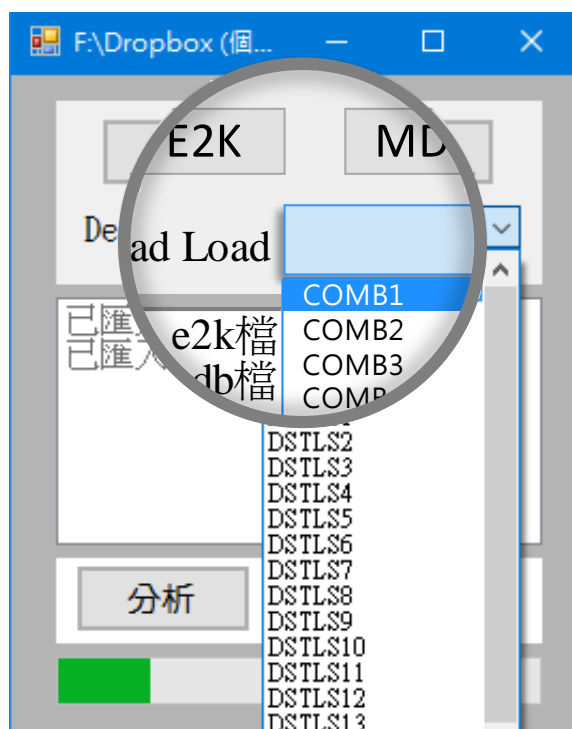 F:\Dropbox (個...
E2K
MD
De
ad Load
COMB1
COMB2
COMB3
COMB
已匯
e2k檔
已匯入
db檔
DSTLS2
DSTLS3
DSTLS4
DSTLS5
DSTLS6
DSTLS7
DSTLS8
DSTLS9
DSTLS10
DSTLS11
DSTLS12
DSTLS13
分析